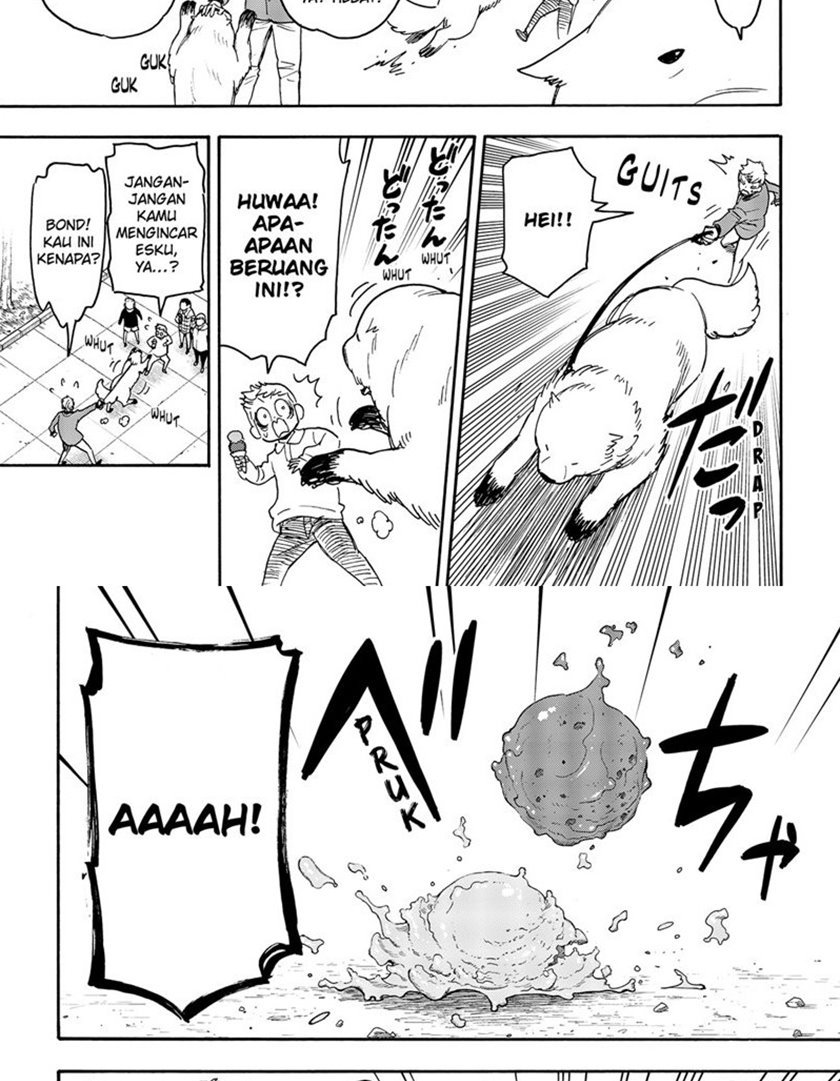 GUK
GUK
HEI!!
GUITS
だっ
DRAP
HUWAA!
APA-
APAAN
BERUANG
INI!?
どったん
どったん
WHUT
WHUT
JANGAN-
JANGAN
KAMU
MENGINCAR
ESKU,
YA...?
BOND!
KAU INI
KENAPA?
WHUT
WHUT
べちゃ
PRUK
AAAAH!